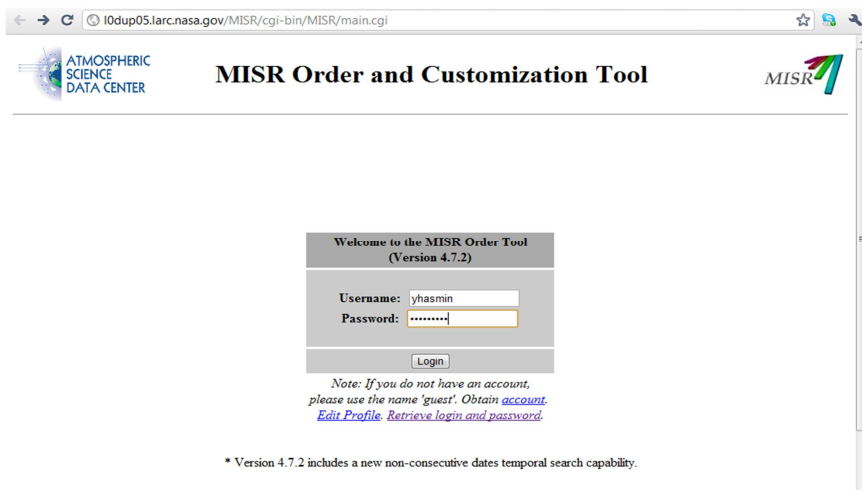 l0dup05.larc.nasa.gov/MISR/cgi-bin/MISR/main.cgi
ATMOSPHERIC
SCIENCE
DATA CENTER
MISR Order and Customization Tool
MISR
Welcome to the MISR Order Tool
(Version 4.7.2)
Username: yhasmin
Password: •••••••••
Login
Note: If you do not have an account,
please use the name 'guest'. Obtain account.
Edit Profile. Retrieve login and password.
* Version 4.7.2 includes a new non-consecutive dates temporal search capability.